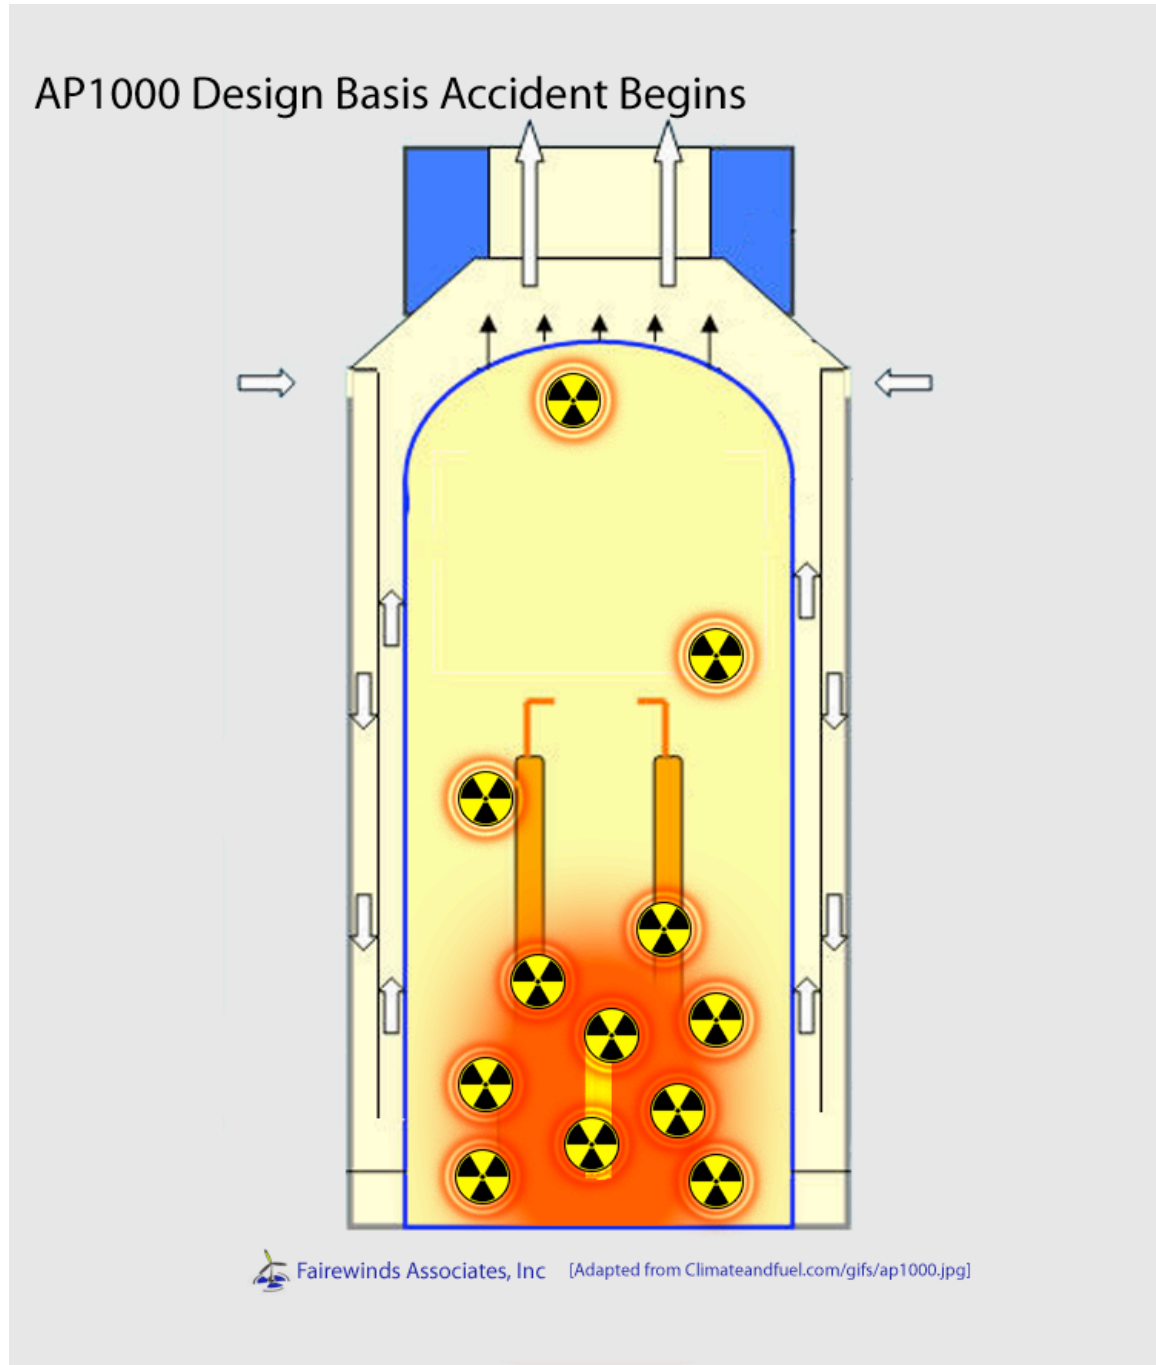 AP1000 Design Basis Accident Begins
Fairewinds Associates, Inc [Adapted from Climateandfuel.com/gifs/ap1000.jpg]